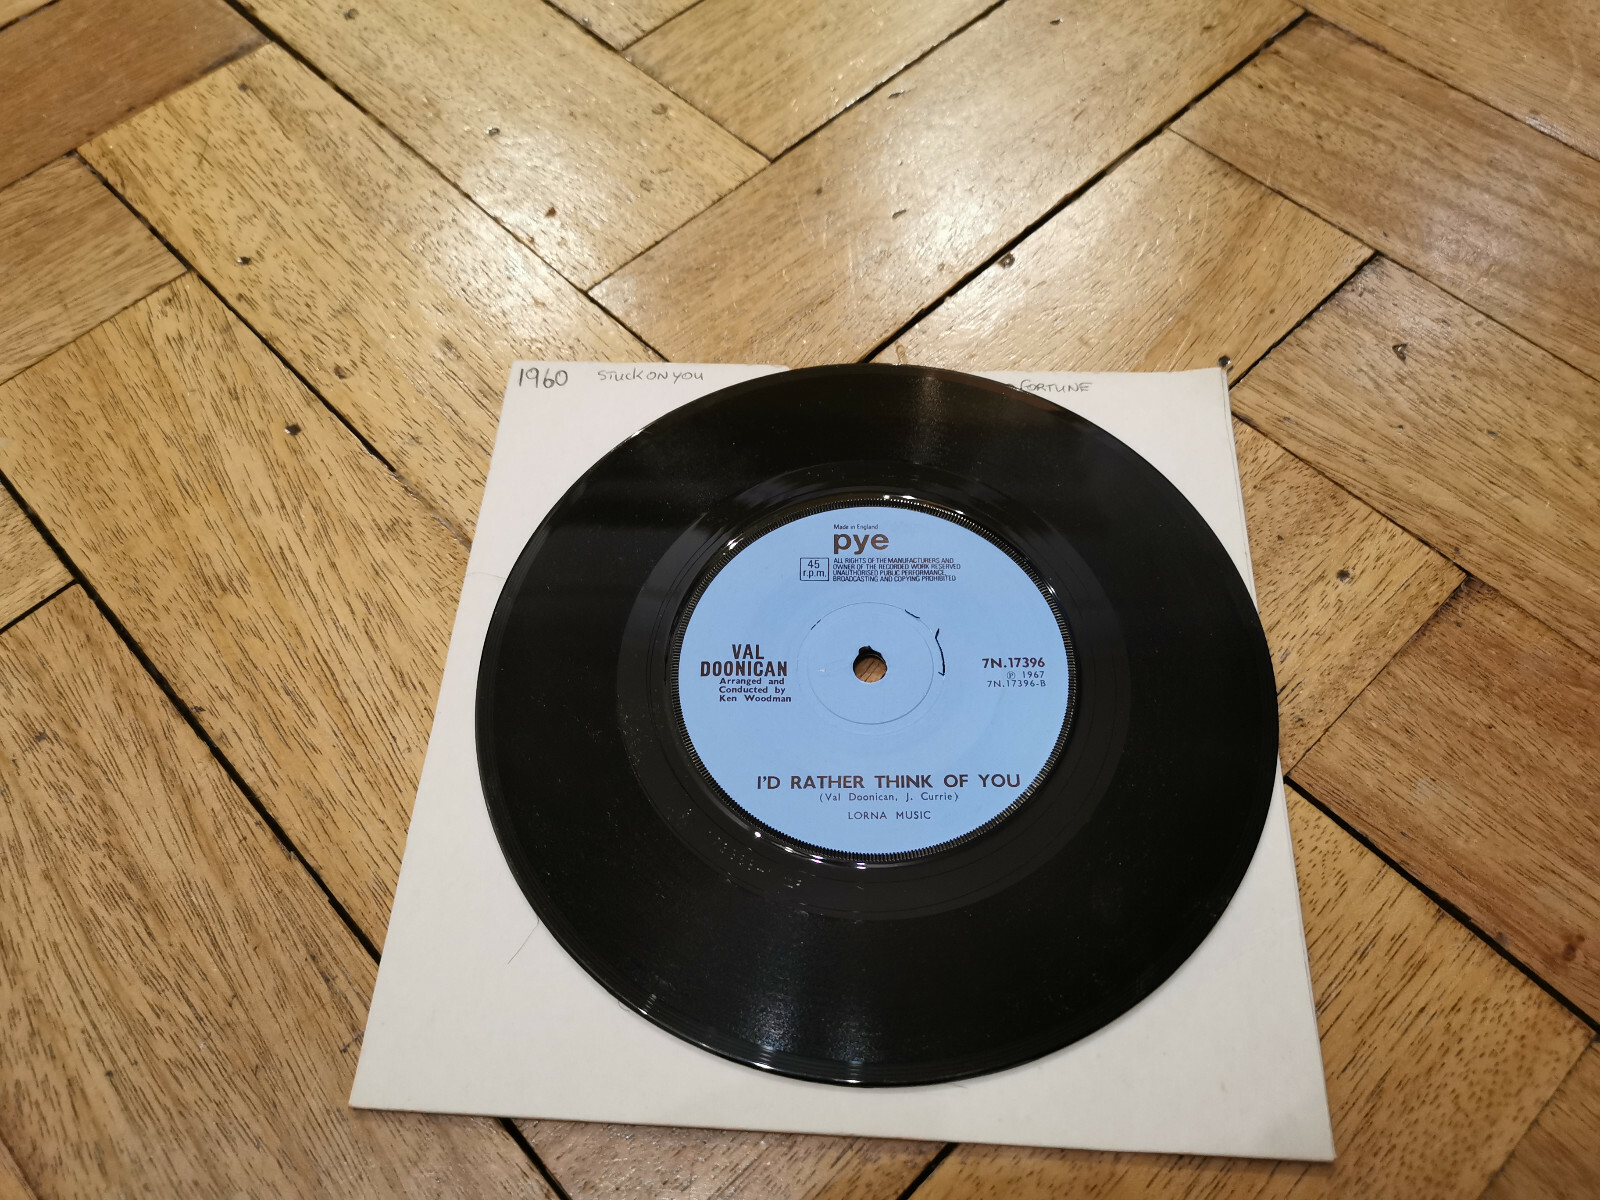 1960 STUCK ON YOU
FORTUNE
Made in England
pye
45
r.p.m.
ALL RIGHTS OF THE MANUFACTURERS AND
OWNER OF THE RECORDED WORK RESERVED
UNAUTHORISED PUBLIC PERFORMANCE,
BROADCASTING AND COPYING PROHIBITED
VAL
DOONICAN
Arranged and
Conducted by
Ken Woodman
7N.17396
℗ 1967
7N.17396-B
I'D RATHER THINK OF YOU
(Val Doonican, J. Currie)
LORNA MUSIC